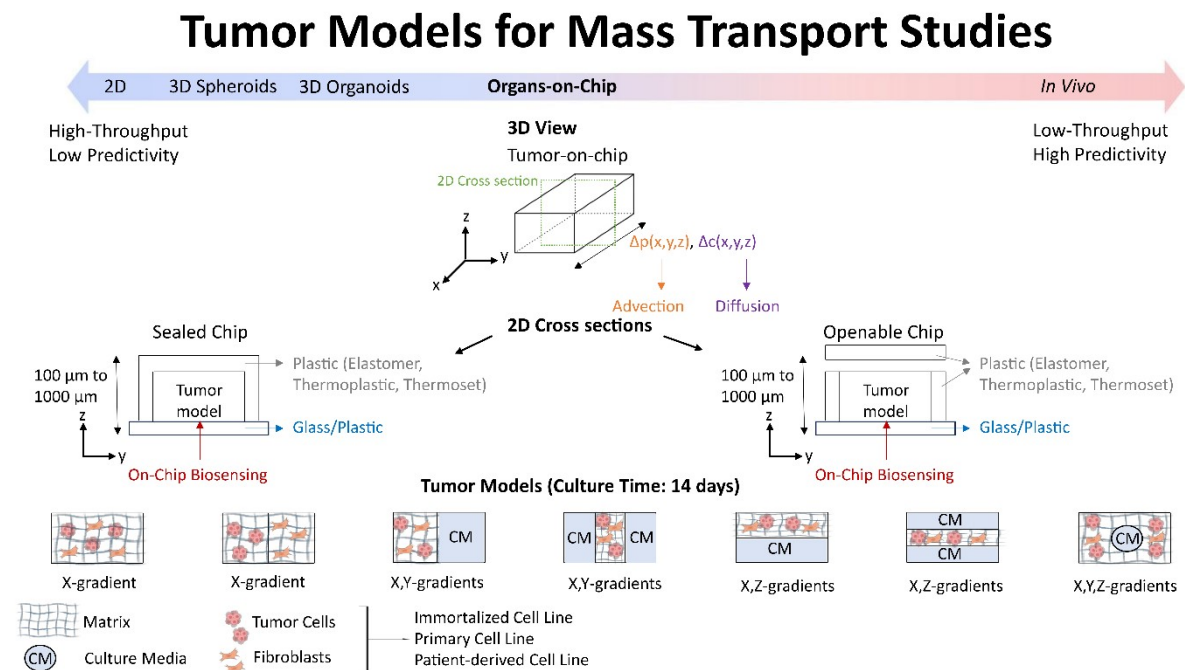 Tumor Models for Mass Transport Studies
2D 3D Spheroids 3D Organoids Organs-on-Chip In Vivo
High-Throughput
Low Predictivity
Low-Throughput
High Predictivity
3D View
Tumor-on-chip
2D Cross section
z
y
x
Δp(x,y,z), Δc(x,y,z)
Advection Diffusion
2D Cross sections
Sealed Chip
100 µm to
1000 µm
z
y
Tumor
model
Plastic (Elastomer,
Thermoplastic, Thermoset)
Glass/Plastic
On-Chip Biosensing
Openable Chip
100 µm to
1000 µm
z
y
Tumor
model
Plastic (Elastomer,
Thermoplastic, Thermoset)
Glass/Plastic
On-Chip Biosensing
Tumor Models (Culture Time: 14 days)
CM
CM CM
CM
CM
CM
CM
X-gradient X-gradient X,Y-gradients X,Y-gradients X,Z-gradients X,Z-gradients X,Y,Z-gradients
Matrix
CM Culture Media
Tumor Cells
Fibroblasts
Immortalized Cell Line
Primary Cell Line
Patient-derived Cell Line